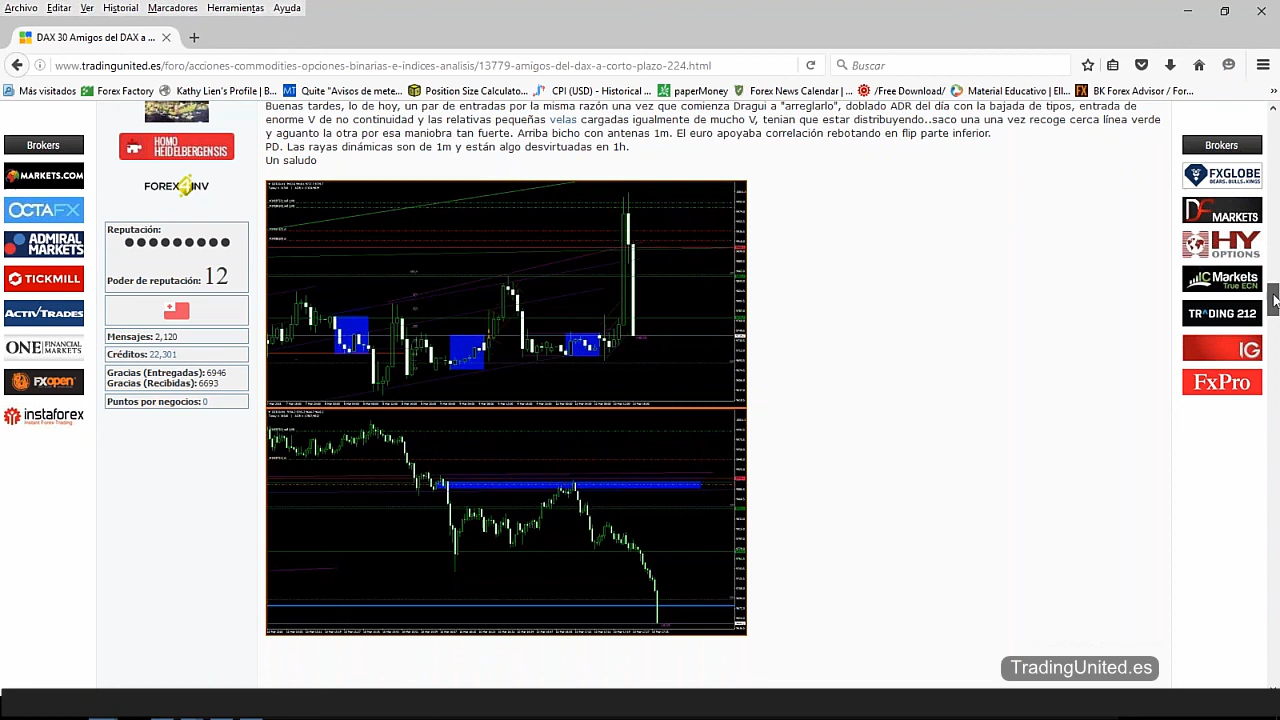 Archivo Editar Ver Historial Marcadores Herramientas Ayuda
DAX 30 Amigos del DAX a ...
www.tradingunited.es/foro/acciones-commodities-opciones-binarias-e-indices-analisis/13779-amigos-del-dax-a-corto-plazo-224.html
Buscar
Más visitados Forex Factory Kathy Lien's Profile | B... Quite "Avisos de mete... Position Size Calculato... CPI (USD) - Historical ... paperMoney Forex News Calendar | ... /Free Download/ Material Educativo | Ell... BK Forex Advisor / For...
Buenas tardes, lo de hoy, un par de entradas por la misma razón una vez que comienza Dragui a "arreglarlo", doblado ADR del día con la bajada de tipos, entrada de
enorme V de no continuidad y las relativas pequeñas velas cargadas igualmente de mucho V, tenian que estar distribuyendo..saco una una vez recoge cerca línea verde
y aguanto la otra por esa maniobra tan fuerte. Arriba bicho con antenas 1m. El euro apoyaba correlación rebotando en flip parte inferior.
PD. Las rayas dinámicas son de 1m y están algo desvirtuadas en 1h.
Un saludo
Brokers
MARKETS.COM
OCTAFX
ADMIRAL MARKETS
TICKMILL
ACTIVTRADES
ONE FINANCIAL MARKETS
FXOPEN
instaforex
Instant Forex Trading
HOMO HEIDELBERGENSIS
FOREX4INV
Reputación:
Poder de reputación: 12
Mensajes: 2,120
Créditos: 22,301
Gracias (Entregadas): 6946
Gracias (Recibidas): 6693
Puntos por negocios: 0
Brokers
FXGLOBE
BEARS. BULLS. KINGS.
DF MARKETS
HY OPTIONS
IC Markets
True ECN
TRADING 212
IG
FxPro
TradingUnited.es